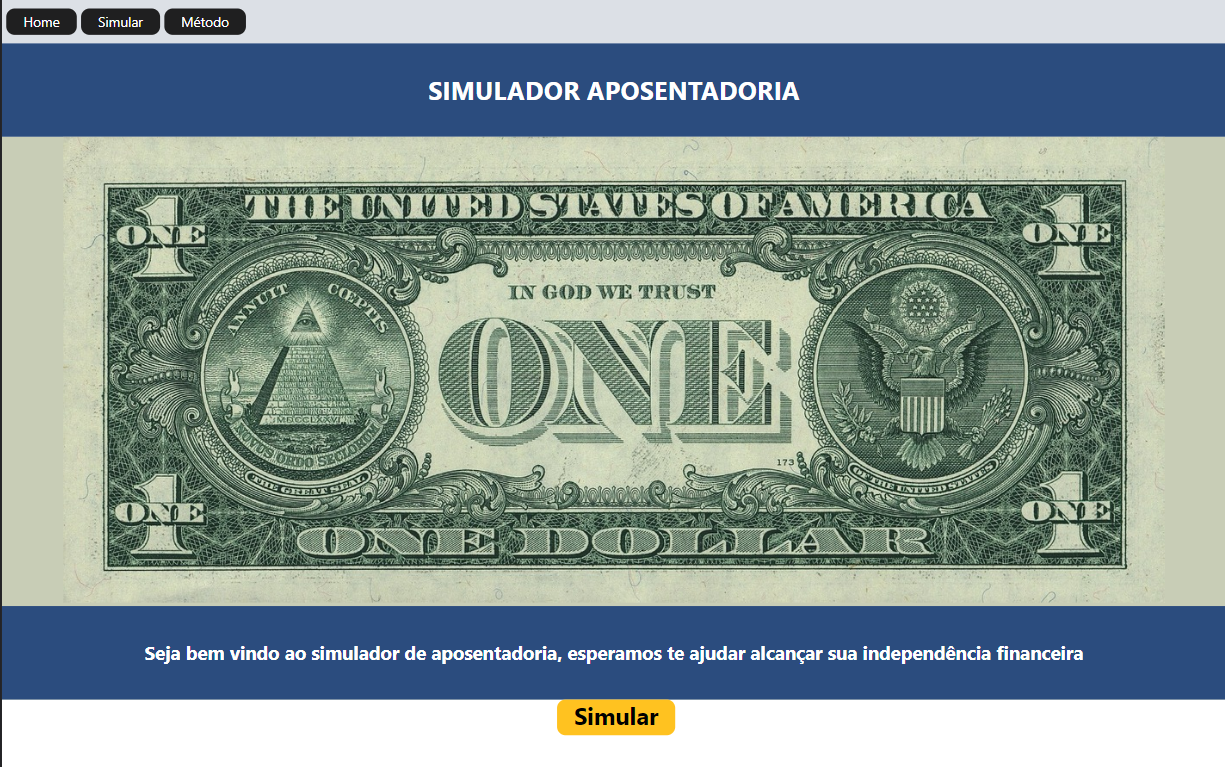 Home Simular Método
SIMULADOR APOSENTADORIA
THE UNITED STATES OF AMERICA
1 ONE
1 ONE
IN GOD WE TRUST
ANNUIT CŒPTIS
ONE
MDCCLXXVI
NOVUS ORDO SECLORUM
173
THE GREAT SEAL
OF THE UNITED STATES
1 ONE
1 ONE
ONE DOLLAR
Seja bem vindo ao simulador de aposentadoria, esperamos te ajudar alcançar sua independência financeira
Simular